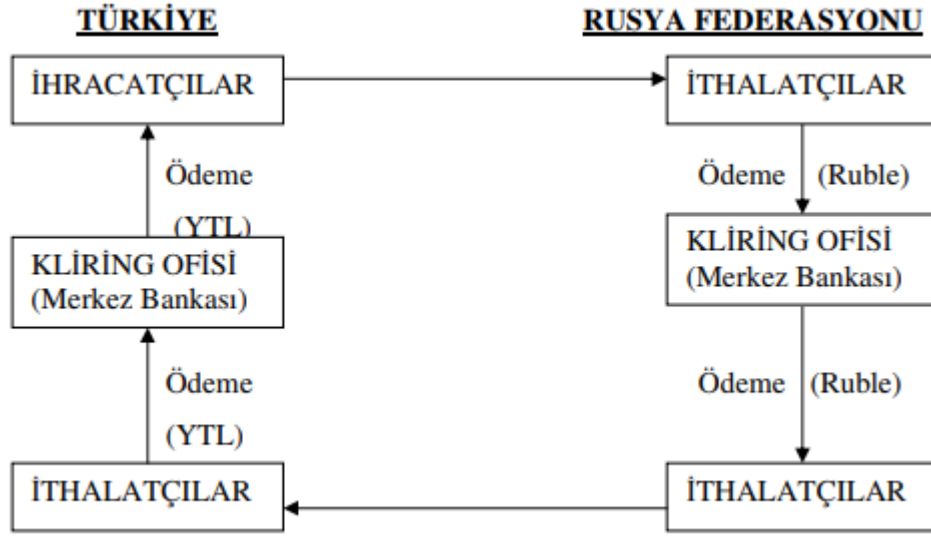 TÜRKİYE
RUSYA FEDERASYONU
İHRACATÇILAR
İTHALATÇILAR
Ödeme
(YTL)
Ödeme (Ruble)
KLİRİNG OFİSİ
(Merkez Bankası)
KLİRİNG OFİSİ
(Merkez Bankası)
Ödeme
(YTL)
Ödeme (Ruble)
İTHALATÇILAR
İTHALATÇILAR